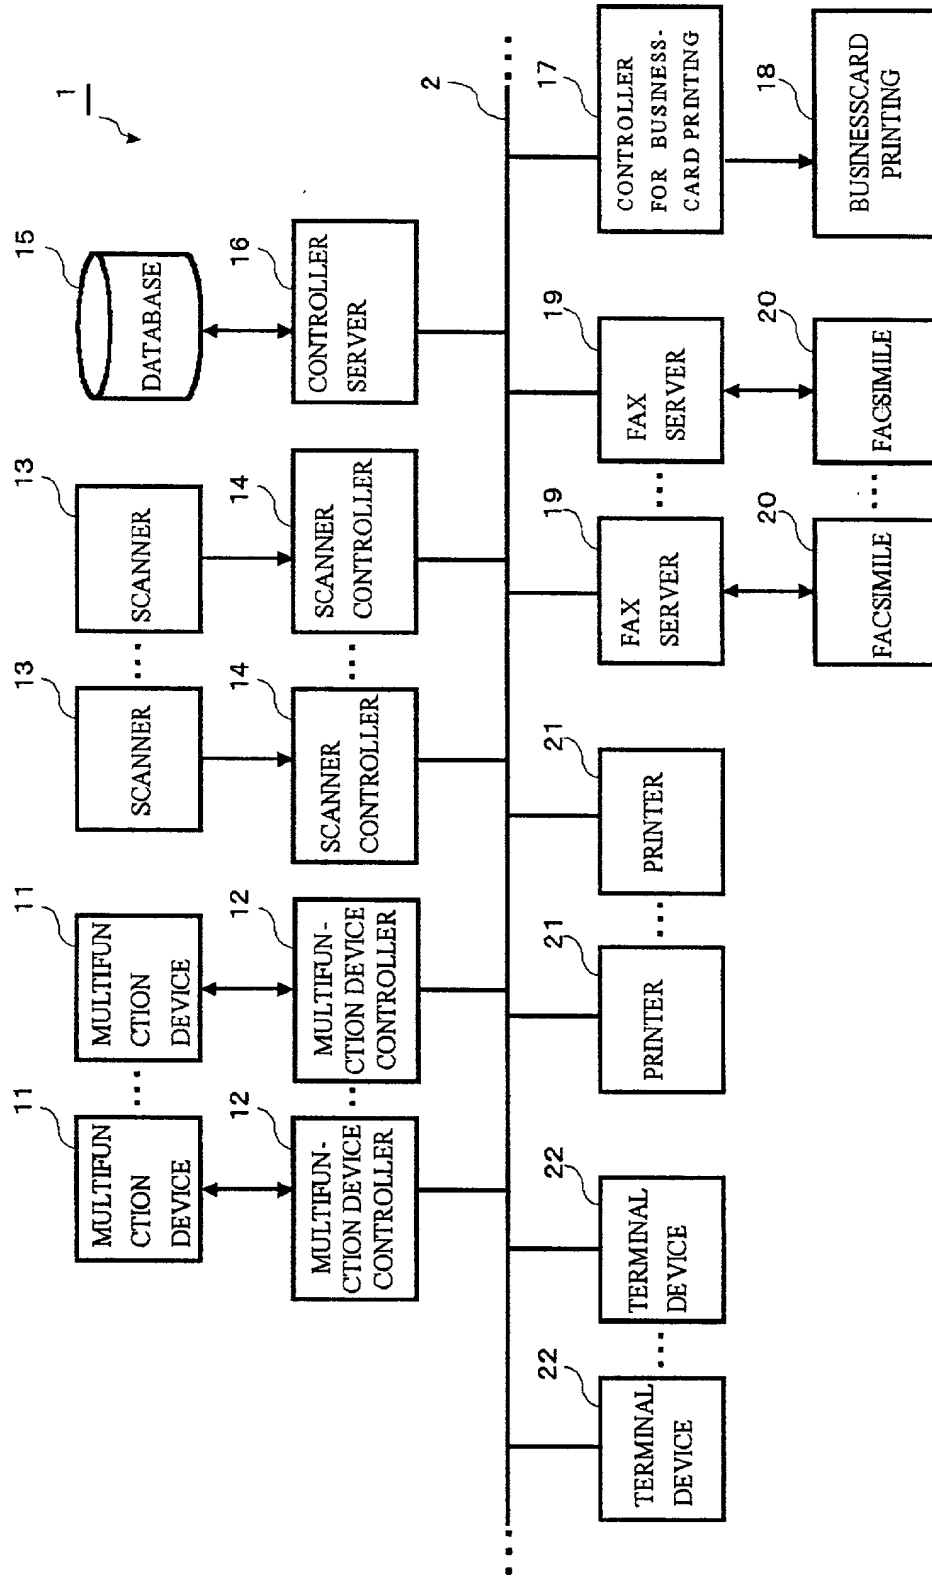 1
11
11
13
13
15
MULTIFUN
CTION
DEVICE
...
MULTIFUN
CTION
DEVICE
SCANNER
...
SCANNER
DATABASE
12
12
14
14
16
MULTIFUN-
CTION DEVICE
CONTROLLER
..
MULTIFUN-
CTION DEVICE
CONTROLLER
SCANNER
CONTROLLER
...
SCANNER
CONTROLLER
CONTROLLER
SERVER
2
...
...
22
22
21
21
19
19
17
TERMINAL
DEVICE
...
TERMINAL
DEVICE
PRINTER
...
PRINTER
FAX
SERVER
...
FAX
SERVER
CONTROLLER
FOR BUSINESS-
CARD PRINTING
20
20
18
FACSIMILE
...
FACSIMILE
BUSINESSCARD
PRINTING